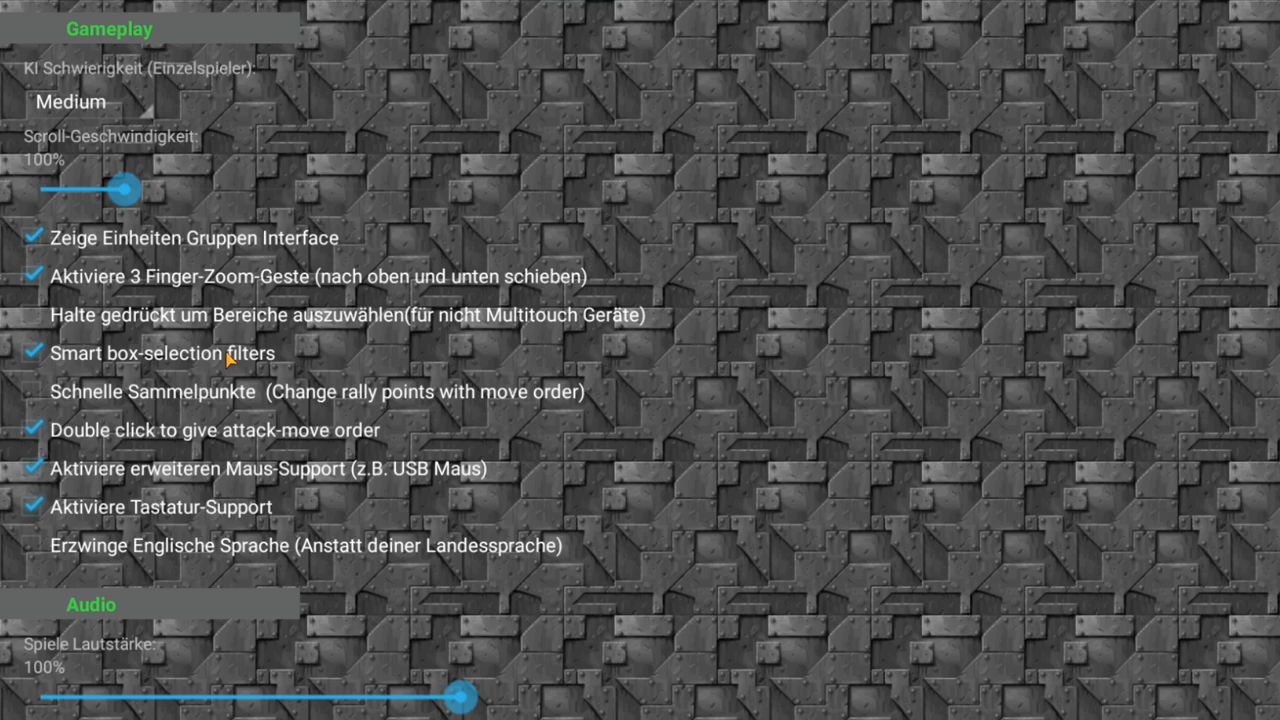 Gameplay
KI Schwierigkeit (Einzelspieler):
Medium
Scroll-Geschwindigkeit:
100%
Zeige Einheiten Gruppen Interface
Aktiviere 3 Finger-Zoom-Geste (nach oben und unten schieben)
Halte gedrückt um Bereiche auszuwählen(für nicht Multitouch Geräte)
Smart box-selection filters
Schnelle Sammelpunkte  (Change rally points with move order)
Double click to give attack-move order
Aktiviere erweiteren Maus-Support (z.B. USB Maus)
Aktiviere Tastatur-Support
Erzwinge Englische Sprache (Anstatt deiner Landessprache)
Audio
Spiele Lautstärke:
100%